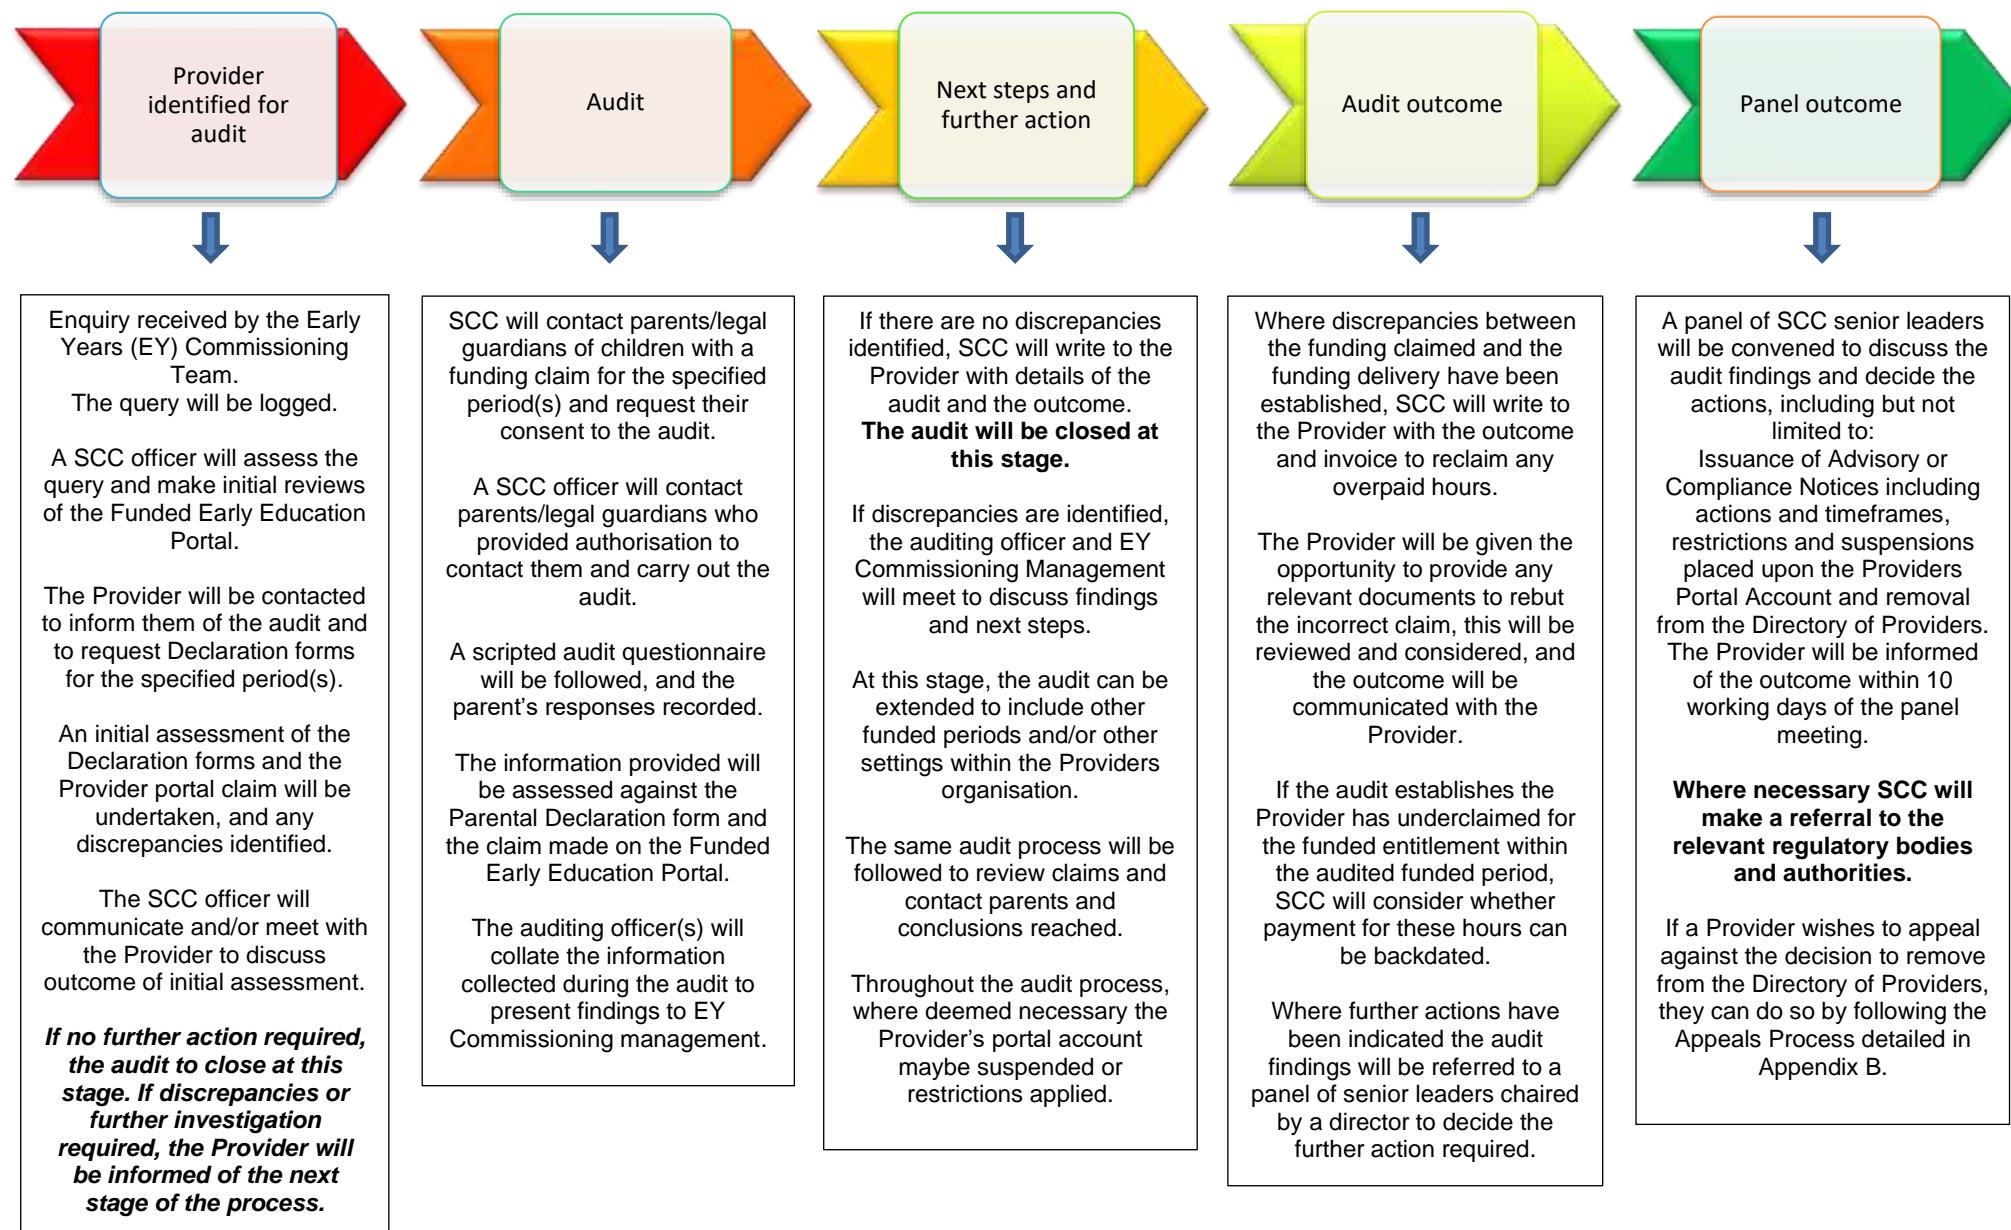 Provider
identified for
audit
Audit
Next steps and
further action
Audit outcome
Panel outcome
Enquiry received by the Early
Years (EY) Commissioning
Team.
The query will be logged.
A SCC officer will assess the
query and make initial reviews
of the Funded Early Education
Portal.
The Provider will be contacted
to inform them of the audit and
to request Declaration forms
for the specified period(s).
An initial assessment of the
Declaration forms and the
Provider portal claim will be
undertaken, and any
discrepancies identified.
The SCC officer will
communicate and/or meet with
the Provider to discuss
outcome of initial assessment.
If no further action required,
the audit to close at this
stage. If discrepancies or
further investigation
required, the Provider will
be informed of the next
stage of the process.
SCC will contact parents/legal
guardians of children with a
funding claim for the specified
period(s) and request their
consent to the audit.
A SCC officer will contact
parents/legal guardians who
provided authorisation to
contact them and carry out the
audit.
A scripted audit questionnaire
will be followed, and the
parent’s responses recorded.
The information provided will
be assessed against the
Parental Declaration form and
the claim made on the Funded
Early Education Portal.
The auditing officer(s) will
collate the information
collected during the audit to
present findings to EY
Commissioning management.
If there are no discrepancies
identified, SCC will write to the
Provider with details of the
audit and the outcome.
The audit will be closed at
this stage.
If discrepancies are identified,
the auditing officer and EY
Commissioning Management
will meet to discuss findings
and next steps.
At this stage, the audit can be
extended to include other
funded periods and/or other
settings within the Providers
organisation.
The same audit process will be
followed to review claims and
contact parents and
conclusions reached.
Throughout the audit process,
where deemed necessary the
Provider’s portal account
maybe suspended or
restrictions applied.
Where discrepancies between
the funding claimed and the
funding delivery have been
established, SCC will write to
the Provider with the outcome
and invoice to reclaim any
overpaid hours.
The Provider will be given the
opportunity to provide any
relevant documents to rebut
the incorrect claim, this will be
reviewed and considered, and
the outcome will be
communicated with the
Provider.
If the audit establishes the
Provider has underclaimed for
the funded entitlement within
the audited funded period,
SCC will consider whether
payment for these hours can
be backdated.
Where further actions have
been indicated the audit
findings will be referred to a
panel of senior leaders chaired
by a director to decide the
further action required.
A panel of SCC senior leaders
will be convened to discuss the
audit findings and decide the
actions, including but not
limited to:
Issuance of Advisory or
Compliance Notices including
actions and timeframes,
restrictions and suspensions
placed upon the Providers
Portal Account and removal
from the Directory of Providers.
The Provider will be informed
of the outcome within 10
working days of the panel
meeting.
Where necessary SCC will
make a referral to the
relevant regulatory bodies
and authorities.
If a Provider wishes to appeal
against the decision to remove
from the Directory of Providers,
they can do so by following the
Appeals Process detailed in
Appendix B.